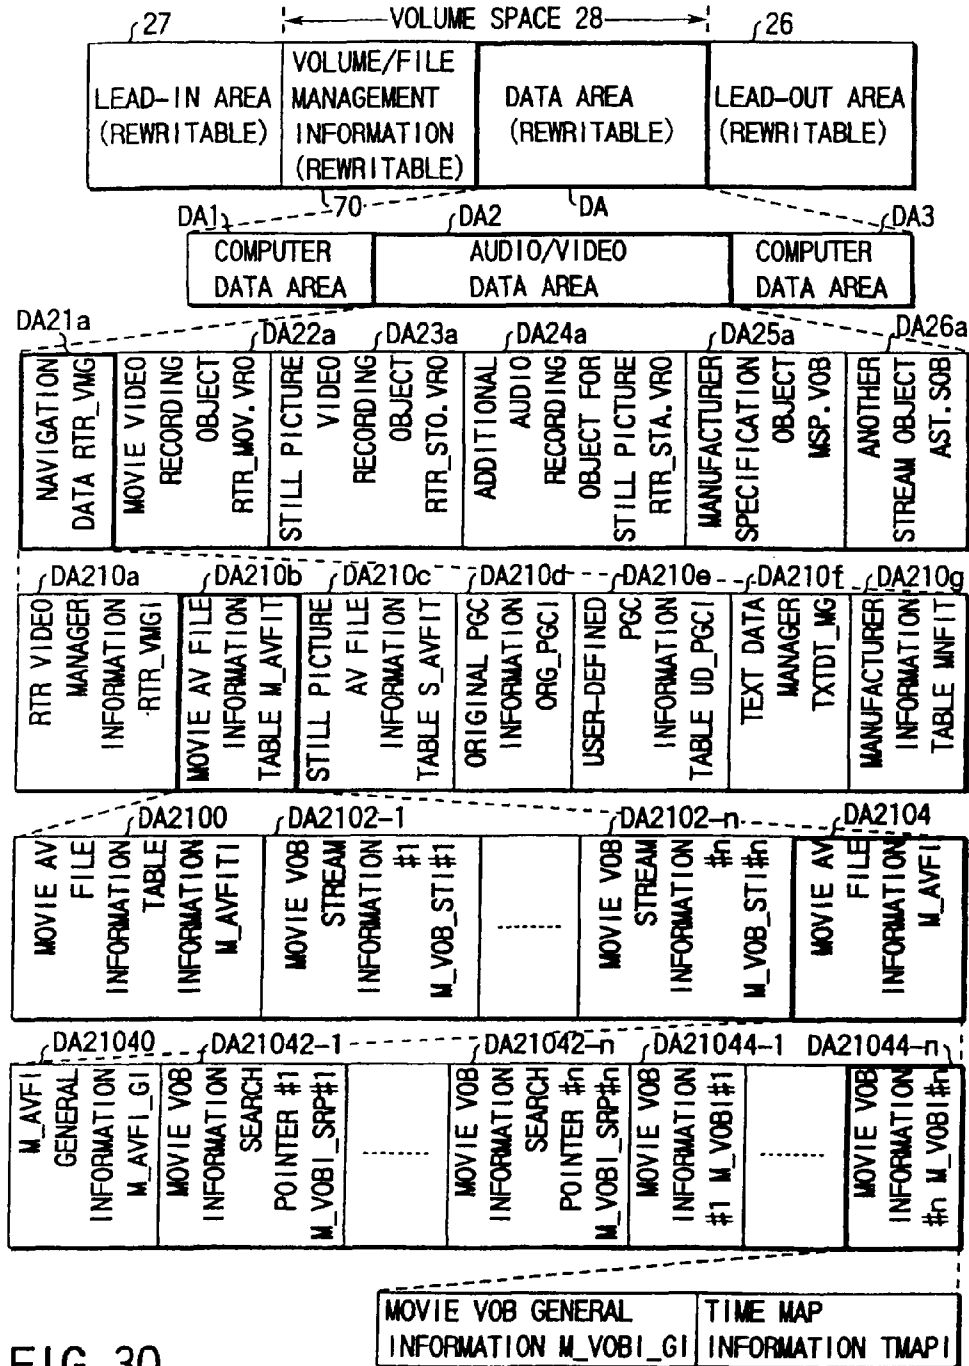 VOLUME SPACE 28
27
26
LEAD-IN AREA
(REWRITABLE)
VOLUME/FILE
MANAGEMENT
INFORMATION
(REWRITABLE)
DATA AREA
(REWRITABLE)
LEAD-OUT AREA
(REWRITABLE)
70
DA
DA1
DA2
DA3
COMPUTER
DATA AREA
AUDIO/VIDEO
DATA AREA
COMPUTER
DATA AREA
DA21a
DA22a
DA23a
DA24a
DA25a
DA26a
NAVIGATION
DATA RTR_VMG
MOVIE VIDEO
RECORDING
OBJECT
RTR_MOV.VRO
STILL PICTURE
VIDEO
RECORDING
OBJECT
RTR_STO.VRO
ADDITIONAL
AUDIO
RECORDING
OBJECT FOR
STILL PICTURE
RTR_STA.VRO
MANUFACTURER
SPECIFICATION
OBJECT
MSP.VOB
ANOTHER
STREAM OBJECT
AST.SOB
DA210a
DA210b
DA210c
DA210d
DA210e
DA210f
DA210g
RTR VIDEO
MANAGER
INFORMATION
RTR_VMGI
MOVIE AV FILE
INFORMATION
TABLE M_AVFIT
STILL PICTURE
AV FILE
INFORMATION
TABLE S_AVFIT
ORIGINAL PGC
INFORMATION
ORG_PGCI
USER-DEFINED
PGC
INFORMATION
TABLE UD_PGCI
TEXT DATA
MANAGER
TXTDT_MG
MANUFACTURER
INFORMATION
TABLE MNFIT
DA2100
DA2102-1
DA2102-n
DA2104
MOVIE AV
FILE
INFORMATION
TABLE
INFORMATION
M_AVFITI
MOVIE VOB
STREAM
INFORMATION
#1
M_VOB_STI#1
MOVIE VOB
STREAM
INFORMATION
#n
M_VOB_STI#n
MOVIE AV
FILE
INFORMATION
M_AVFI
DA21040
DA21042-1
DA21042-n
DA21044-1
DA21044-n
M_AVFI
GENERAL
INFORMATION
M_AVFI_GI
MOVIE VOB
INFORMATION
SEARCH
POINTER #1
M_VOBI_SRP#1
MOVIE VOB
INFORMATION
SEARCH
POINTER #n
M_VOBI_SRP#n
MOVIE VOB
INFORMATION
#1 M_VOBI#1
MOVIE VOB
INFORMATION
#n M_VOBI#n
MOVIE VOB GENERAL
INFORMATION M_VOBI_GI
TIME MAP
INFORMATION TMAPI
FIG. 30